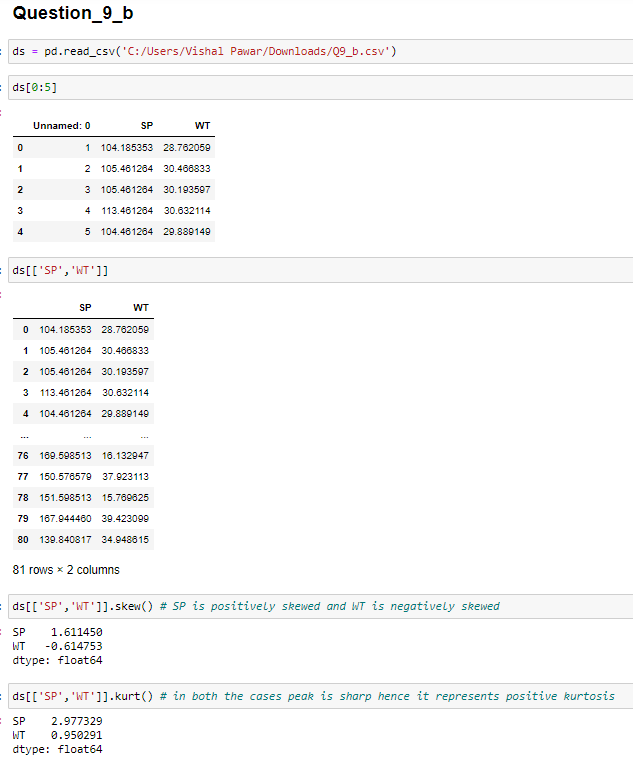 Question_9_b
ds = pd.read_csv('C:/Users/Vishal Pawar/Downloads/Q9_b.csv')
ds[0:5]
Unnamed: 0 SP WT
0 1 104.185353 28.762059
1 2 105.461264 30.466833
2 3 105.461264 30.193597
3 4 113.461264 30.632114
4 5 104.461264 29.889149
ds[['SP','WT']]
SP WT
0 104.185353 28.762059
1 105.461264 30.466833
2 105.461264 30.193597
3 113.461264 30.632114
4 104.461264 29.889149
... ... ...
76 169.598513 16.132947
77 150.576579 37.923113
78 151.598513 15.769625
79 167.944460 39.423099
80 139.840817 34.948615
81 rows × 2 columns
ds[['SP','WT']].skew() # SP is positively skewed and WT is negatively skewed
SP 1.611450
WT -0.614753
dtype: float64
ds[['SP','WT']].kurt() # in both the cases peak is sharp hence it represents positive kurtosis
SP 2.977329
WT 0.950291
dtype: float64